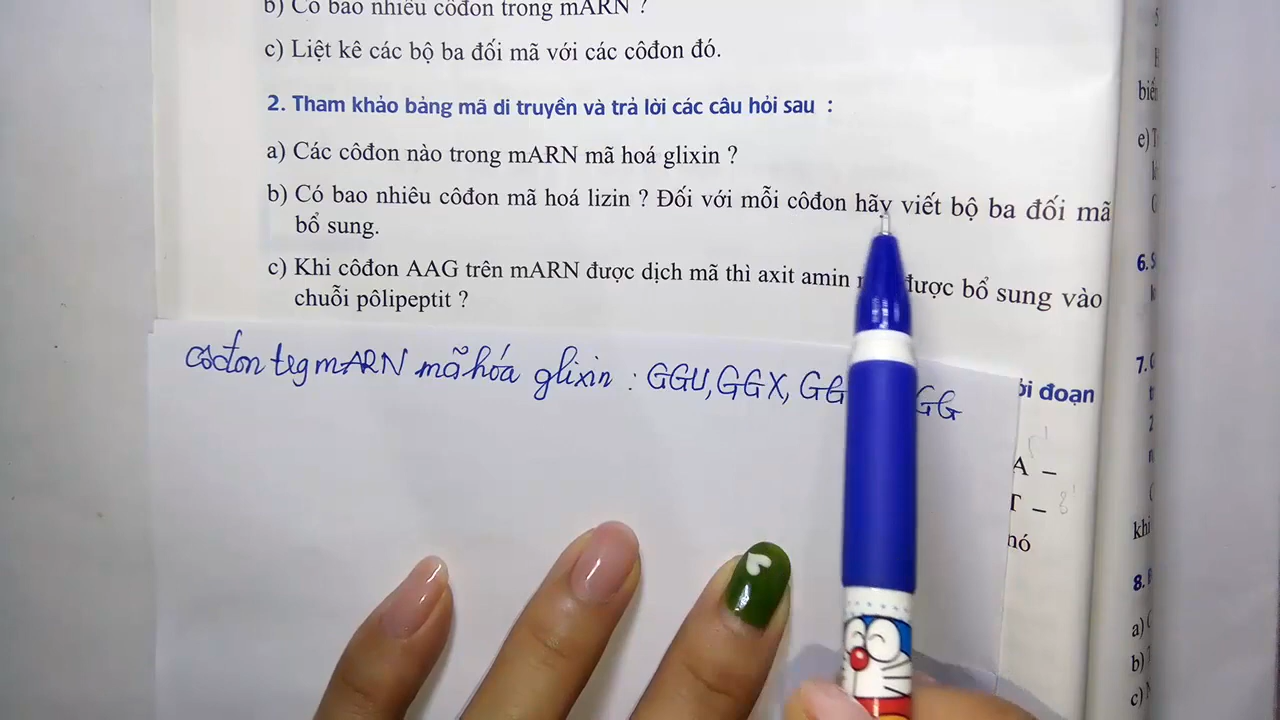 b) Có bao nhiêu côđon trong mARN ?
c) Liệt kê các bộ ba đối mã với các côđon đó.
2. Tham khảo bảng mã di truyền và trả lời các câu hỏi sau :
a) Các côđon nào trong mARN mã hoá glixin ?
b) Có bao nhiêu côđon mã hoá lizin ? Đối với mỗi côđon hãy viết bộ ba đối mã
bổ sung.
c) Khi côđon AAG trên mARN được dịch mã thì axit amin được bổ sung vào
chuỗi pôlipeptit ?
côđon trg mARN mã hóa glixin : GGU, GGX, GG GG
đoạn
A –
T –
nó
5
biến
e)
6.
7.
2
khi
8.
a)
b)
c)